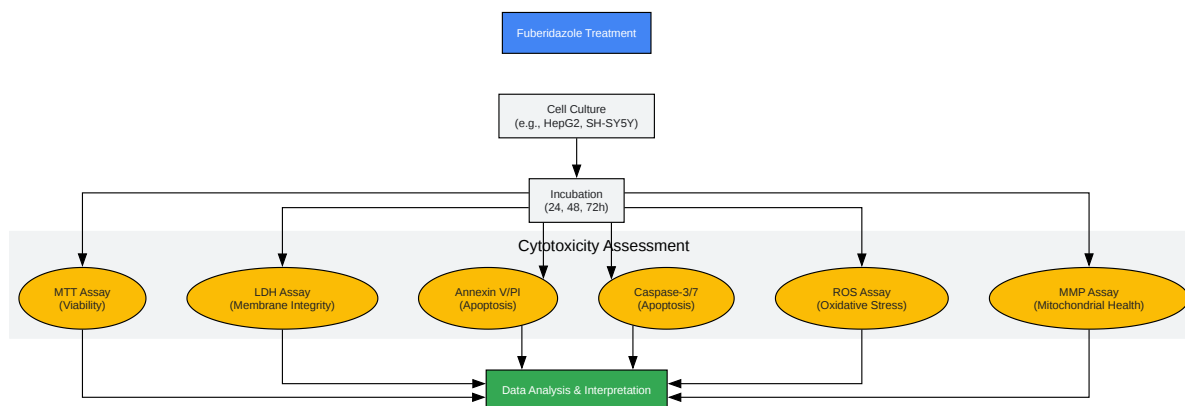 Fuberidazole Treatment
Cell Culture
(e.g., HepG2, SH-SY5Y)
Incubation
(24, 48, 72h)
Cytotoxicity Assessment
MTT Assay
(Viability)
LDH Assay
(Membrane Integrity)
Annexin V/PI
(Apoptosis)
Caspase-3/7
(Apoptosis)
ROS Assay
(Oxidative Stress)
MMP Assay
(Mitochondrial Health)
Data Analysis & Interpretation